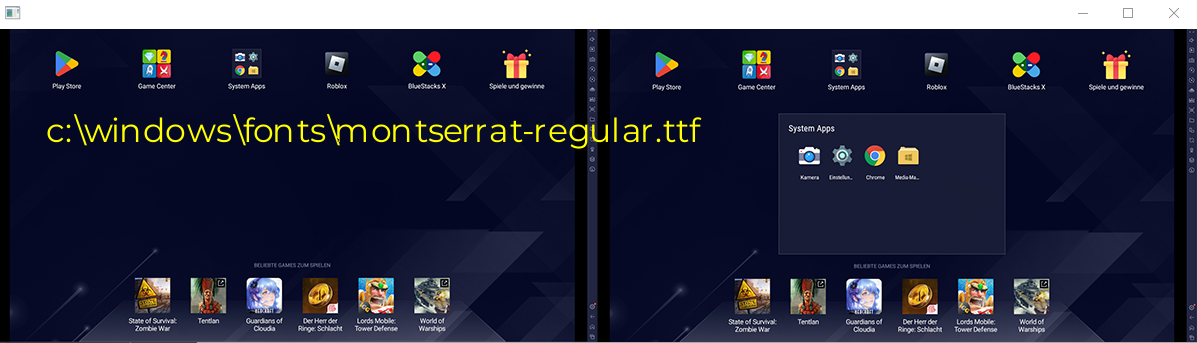 Play Store
Game Center
System Apps
Roblox
BlueStacks X
Spiele und gewinne
c:\windows\fonts\montserrat-regular.ttf
BELIEBTE GAMES ZUM SPIELEN
State of Survival:
Zombie War
Tentlan
Guardians of
Cloudia
Der Herr der
Ringe: Schlacht
Lords Mobile:
Tower Defense
World of
Warships
Play Store
Game Center
System Apps
Roblox
BlueStacks X
Spiele und gewinne
System Apps
Kamera
Einstellun...
Chrome
Media-Ma...
BELIEBTE GAMES ZUM SPIELEN
State of Survival:
Zombie War
Tentlan
Guardians of
Cloudia
Der Herr der
Ringe: Schlacht
Lords Mobile:
Tower Defense
World of
Warships